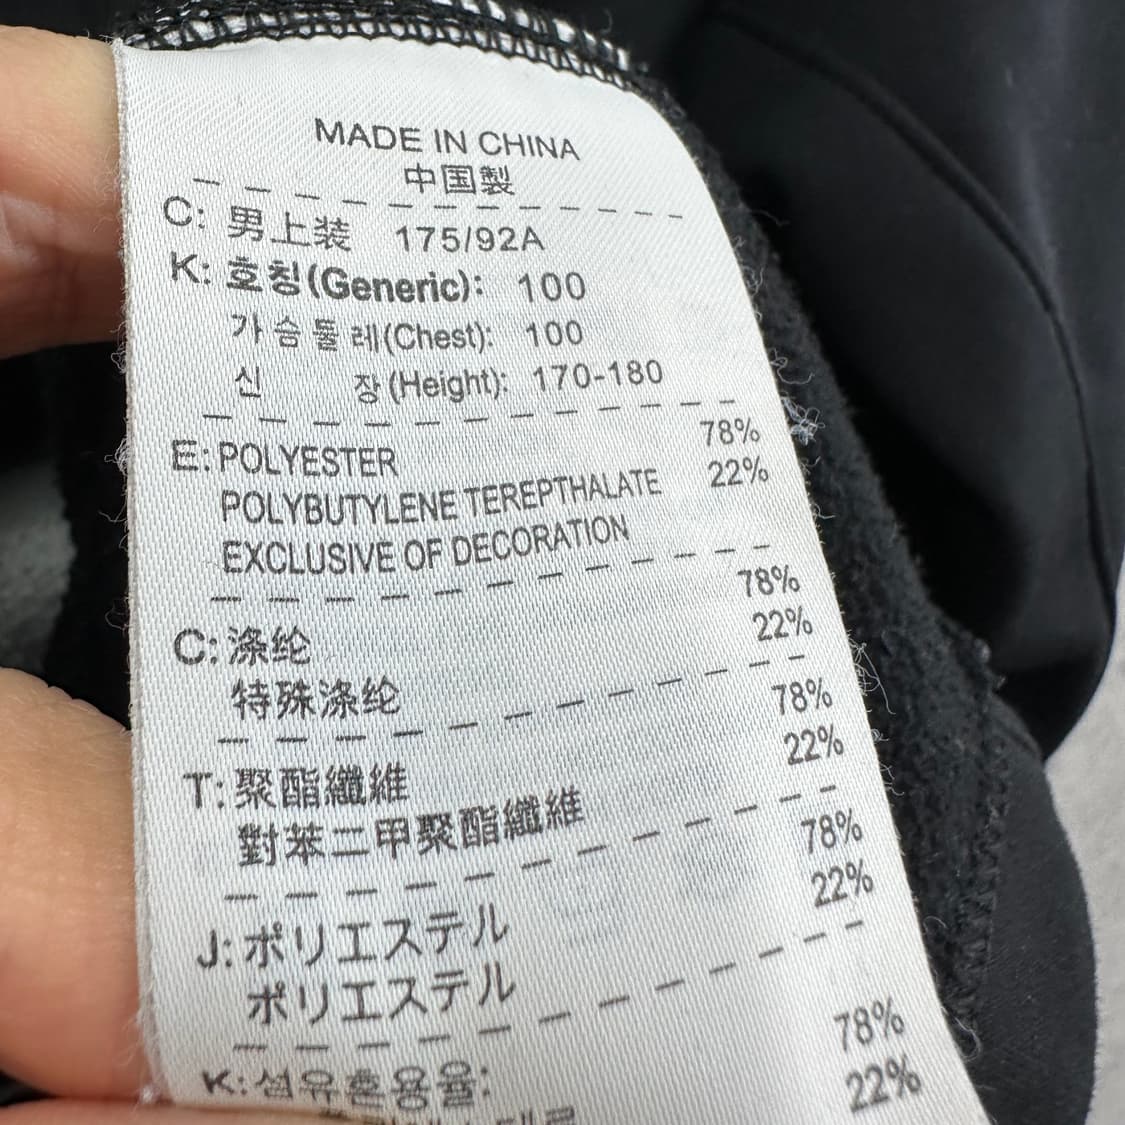 MADE IN CHINA
中国製
C: 男上装 175/92A
K: 호칭(Generic): 100
가슴둘레(Chest): 100
신 장(Height): 170-180
E: POLYESTER 78%
POLYBUTYLENE TEREPTHALATE 22%
EXCLUSIVE OF DECORATION
C: 涤纶 78%
特殊涤纶 22%
T: 聚酯纖維 78%
對苯二甲聚酯纖維 22%
J: ポリエステル 78%
ポリエステル 22%
K: 섬유혼용율: 78%
22%